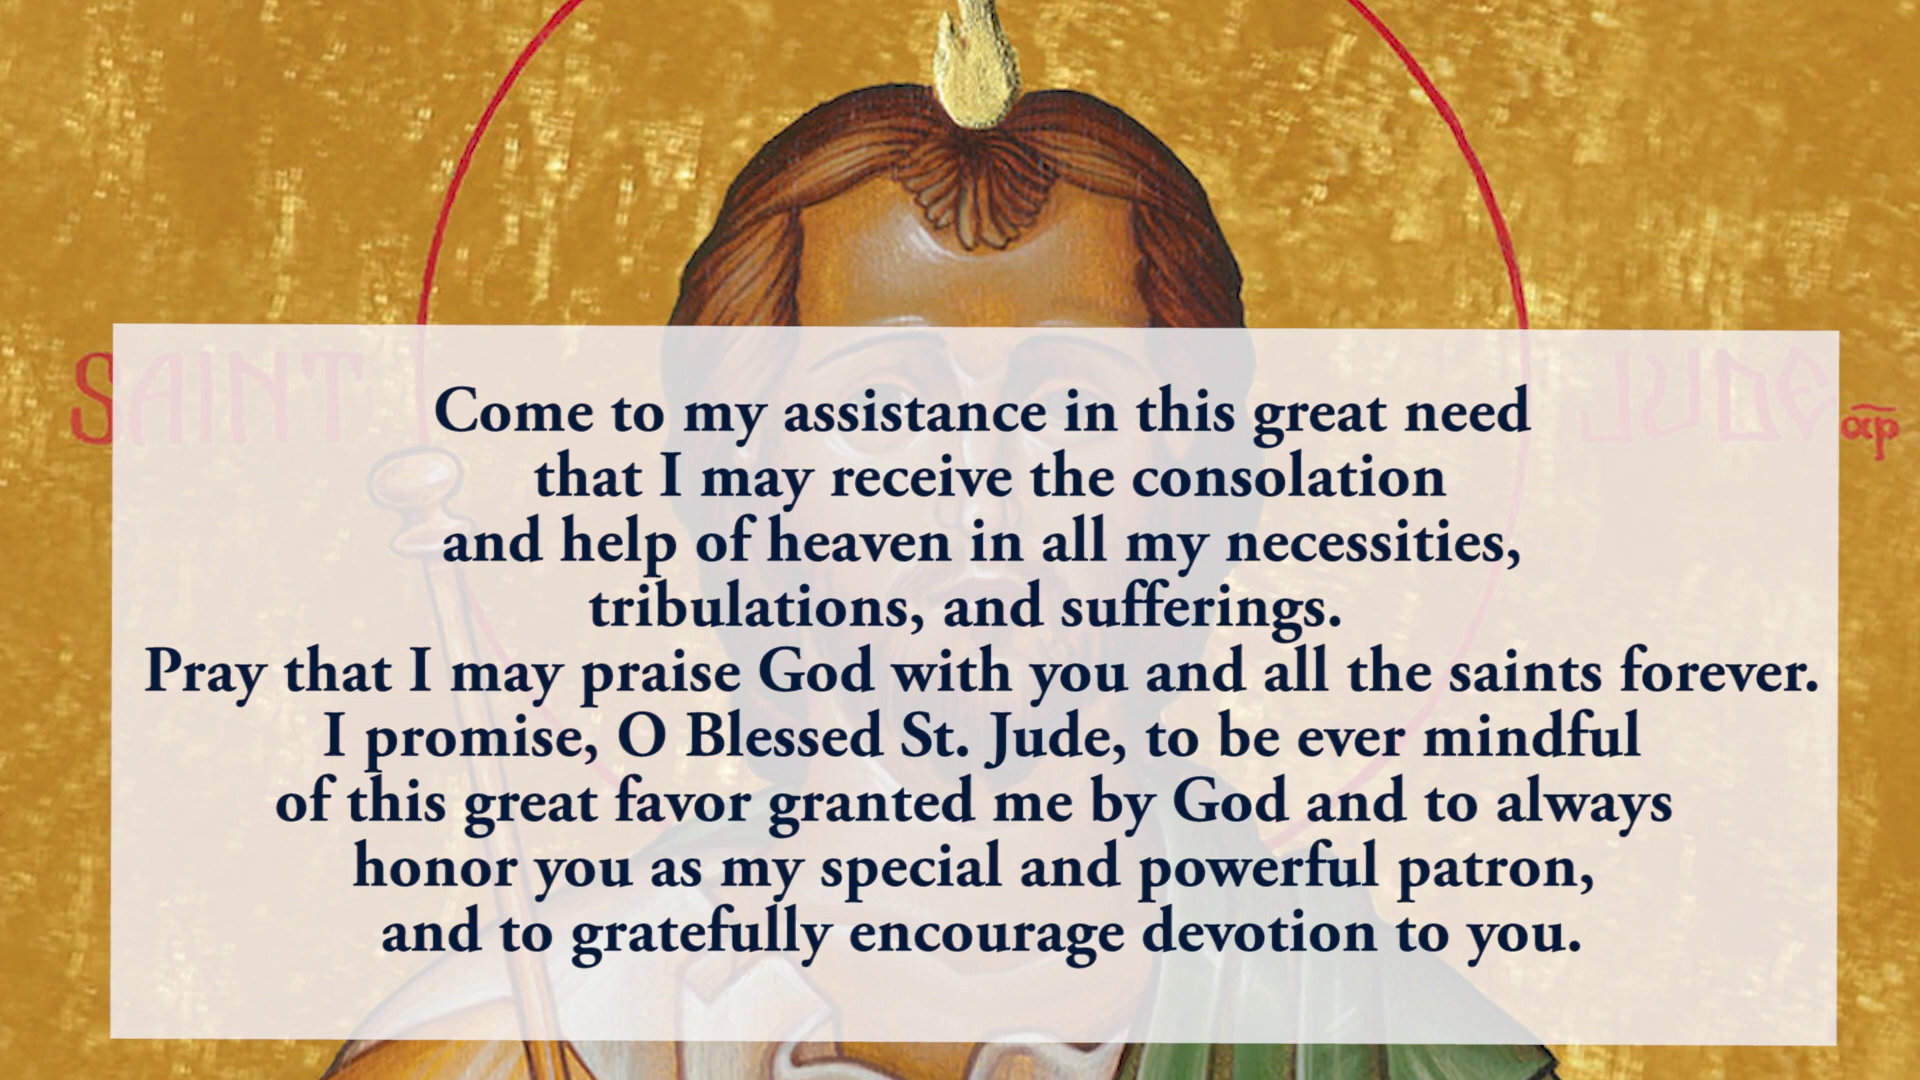 SAINT JUDE αρ
Come to my assistance in this great need
that I may receive the consolation
and help of heaven in all my necessities,
tribulations, and sufferings.
Pray that I may praise God with you and all the saints forever.
I promise, O Blessed St. Jude, to be ever mindful
of this great favor granted me by God and to always
honor you as my special and powerful patron,
and to gratefully encourage devotion to you.